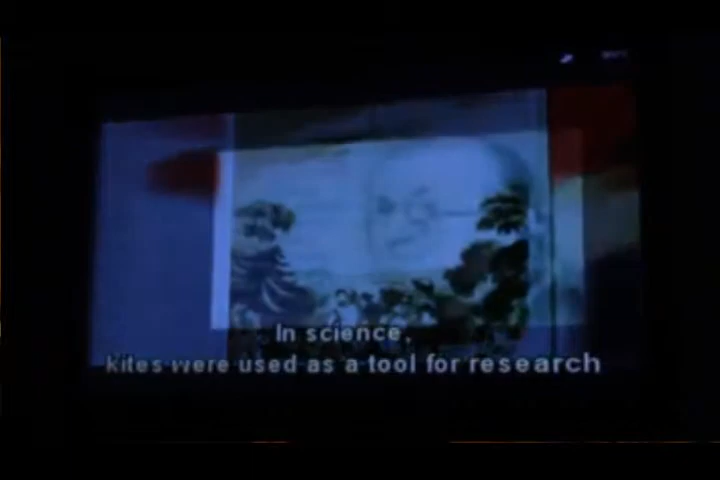 In science,
kites were used as a tool for research